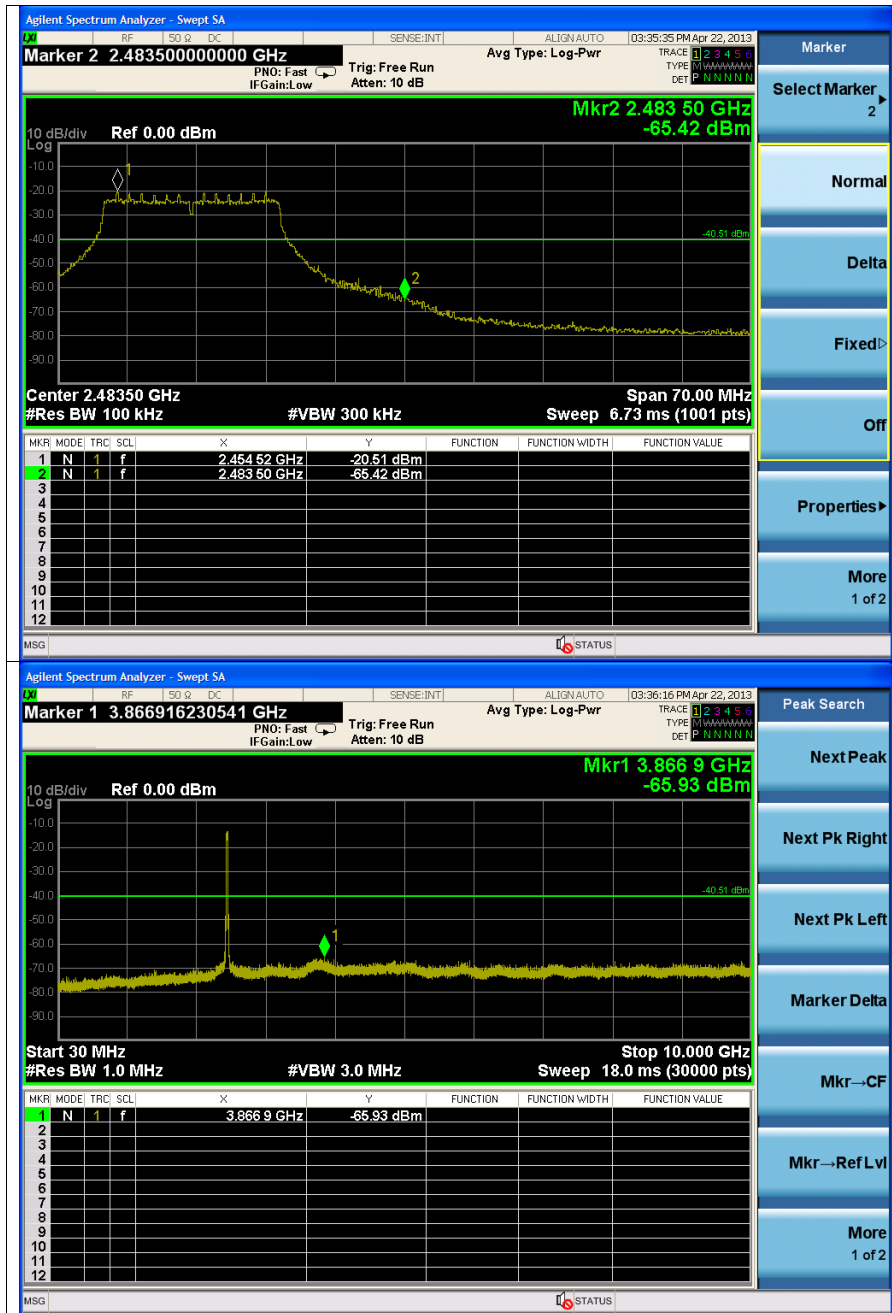 Agilent Spectrum Analyzer - Swept SA
LXI RF 50 Ω DC SENSE:INT ALIGN AUTO 03:35:35 PM Apr 22, 2013
Marker 2 2.483500000000 GHz
PNO: Fast
IFGain:Low
Trig: Free Run
Atten: 10 dB
Avg Type: Log-Pwr
TRACE 1 2 3 4 5 6
TYPE M WWWWW
DET P N N N N N
Mkr2 2.483 50 GHz
-65.42 dBm
10 dB/div Ref 0.00 dBm
Log
-10.0
-20.0
-30.0
-40.0
-50.0
-60.0
-70.0
-80.0
-90.0
1
-40.51 dBm
2
Center 2.48350 GHz Span 70.00 MHz
#Res BW 100 kHz #VBW 300 kHz Sweep 6.73 ms (1001 pts)
MKR MODE TRC SCL X Y FUNCTION FUNCTION WIDTH FUNCTION VALUE
1 N 1 f 2.454 52 GHz -20.51 dBm
2 N 1 f 2.483 50 GHz -65.42 dBm
3
4
5
6
7
8
9
10
11
12
MSG STATUS
Marker
Select Marker
2
Normal
Delta
Fixed
Off
Properties
More
1 of 2
Agilent Spectrum Analyzer - Swept SA
LXI RF 50 Ω DC SENSE:INT ALIGN AUTO 03:36:16 PM Apr 22, 2013
Marker 1 3.866916230541 GHz
PNO: Fast
IFGain:Low
Trig: Free Run
Atten: 10 dB
Avg Type: Log-Pwr
TRACE 1 2 3 4 5 6
TYPE M WWWWW
DET P N N N N N
Mkr1 3.866 9 GHz
-65.93 dBm
10 dB/div Ref 0.00 dBm
Log
-10.0
-20.0
-30.0
-40.0
-50.0
-60.0
-70.0
-80.0
-90.0
-40.51 dBm
1
Start 30 MHz Stop 10.000 GHz
#Res BW 1.0 MHz #VBW 3.0 MHz Sweep 18.0 ms (30000 pts)
MKR MODE TRC SCL X Y FUNCTION FUNCTION WIDTH FUNCTION VALUE
1 N 1 f 3.866 9 GHz -65.93 dBm
2
3
4
5
6
7
8
9
10
11
12
MSG STATUS
Peak Search
Next Peak
Next Pk Right
Next Pk Left
Marker Delta
Mkr→CF
Mkr→Ref Lvl
More
1 of 2